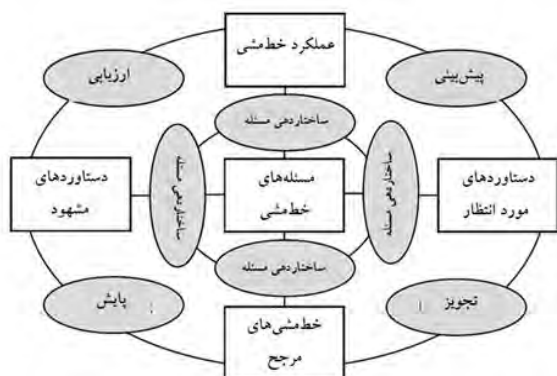 عملکرد خط‌مشی
پیش‌بینی
ارزیابی
ساختاردهی مسئله
دستاوردهای
مورد انتظار
ساختاردهی مسئله
مسئله‌های
خط‌مشی
ساختاردهی مسئله
دستاوردهای
مشهود
ساختاردهی مسئله
تجویز
پایش
خط‌مشی‌های
مرجح